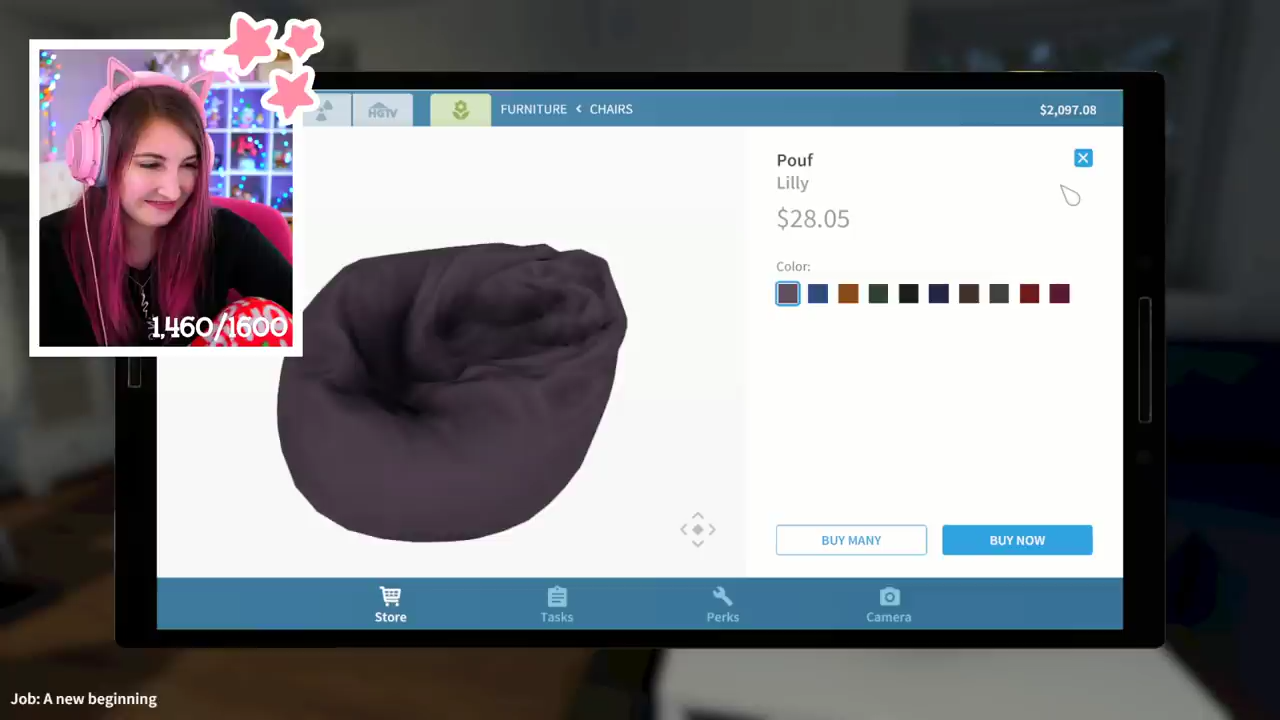 HGTV
FURNITURE < CHAIRS
$2,097.08
Pouf
Lilly
$28.05
Color:
1,460/1600
BUY MANY
BUY NOW
Store
Tasks
Perks
Camera
Job: A new beginning